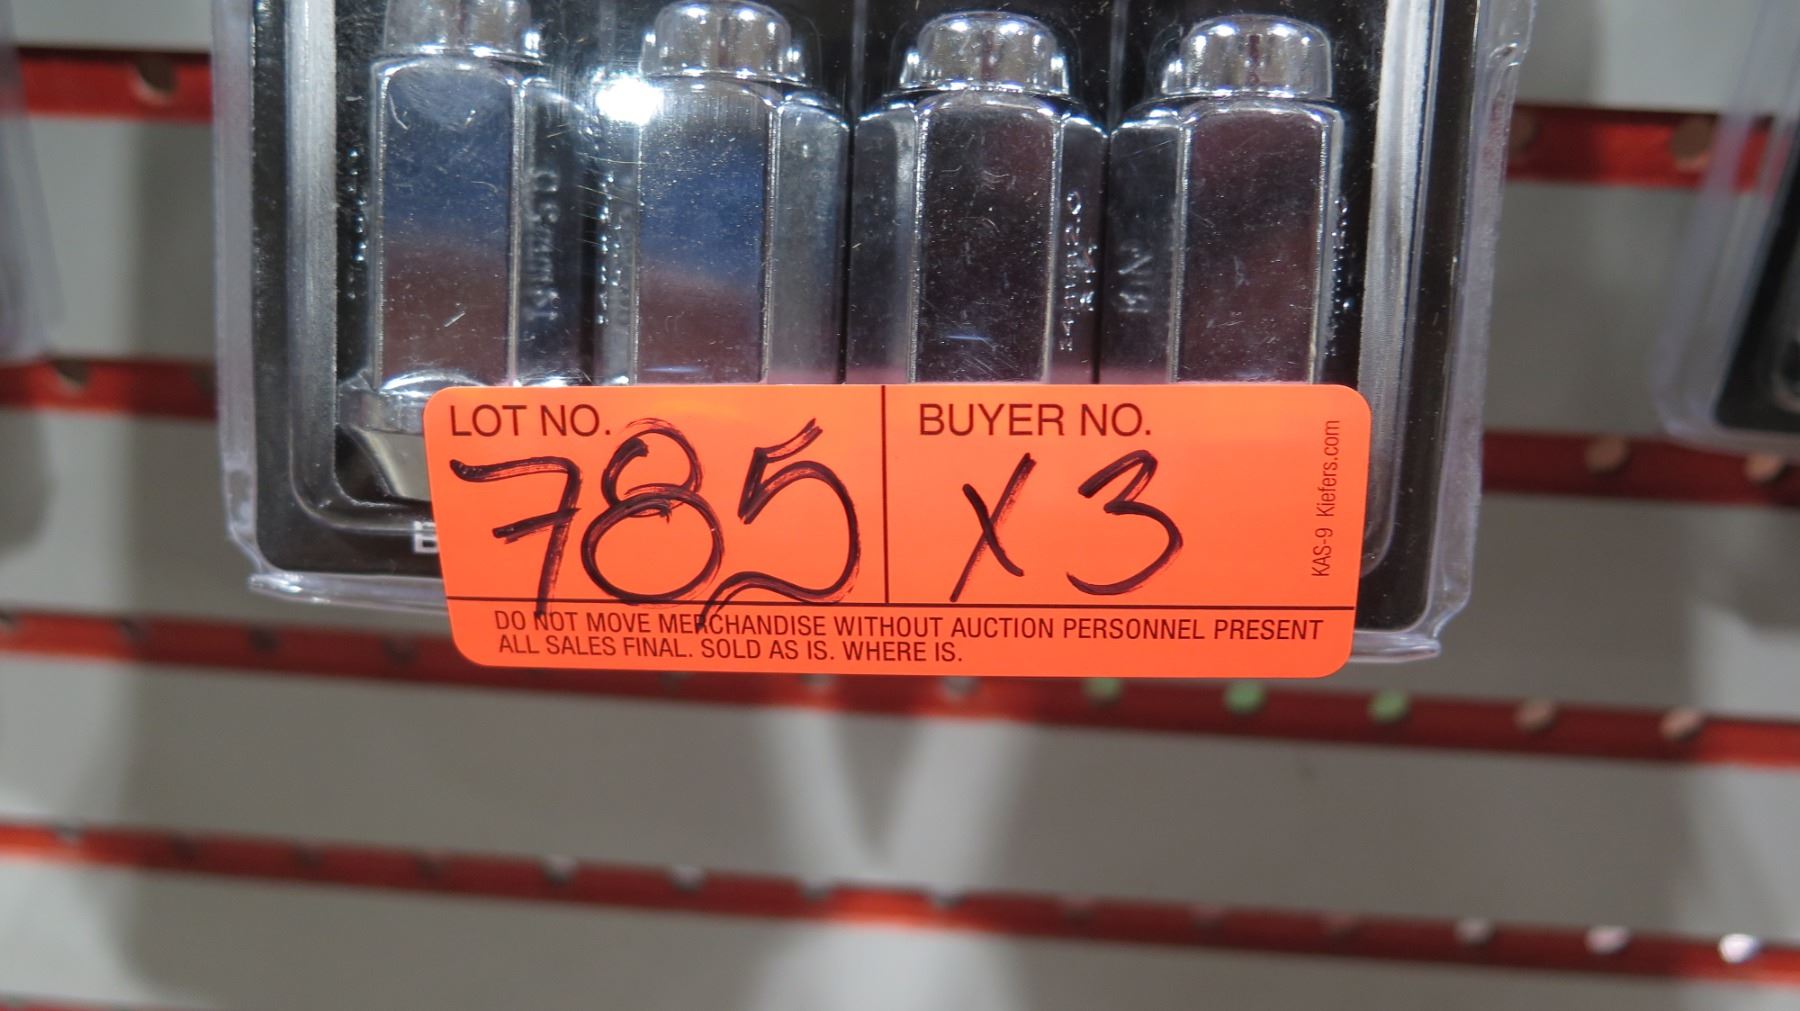 LOT NO. BUYER NO.
785 X 3
KAS-9 Kiefers.com
DO NOT MOVE MERCHANDISE WITHOUT AUCTION PERSONNEL PRESENT
ALL SALES FINAL. SOLD AS IS. WHERE IS.